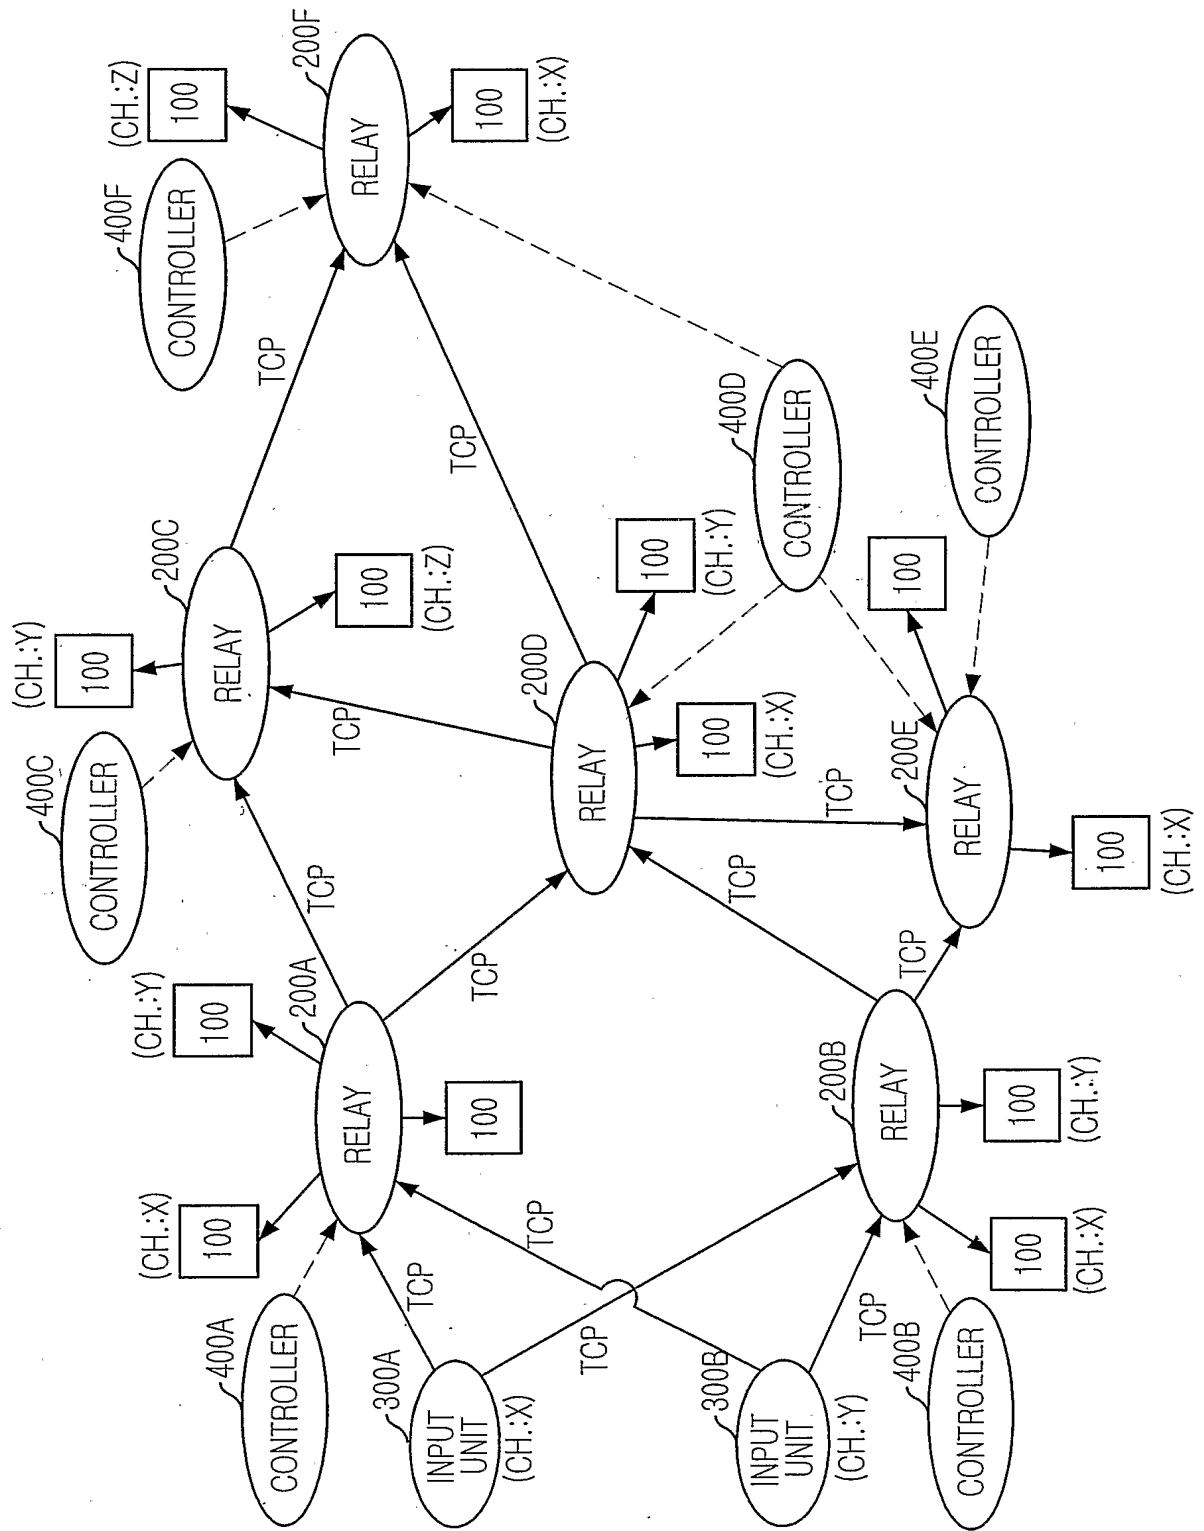 (CH.:Y)
400C
CONTROLLER
100
(CH.:Z)
400F
100
CONTROLLER
(CH.:Y)
100
(CH.:X)
100
200C
RELAY
400A
CONTROLLER
TCP
200F
RELAY
200A
RELAY
TCP
TCP
100
(CH.:Z)
300A
INPUT
UNIT
(CH.:X)
TCP
100
TCP
TCP
100
(CH.:X)
TCP
TCP
200D
RELAY
TCP
100
(CH.:Y)
100
(CH.:X)
300B
INPUT
UNIT
(CH.:Y)
TCP
400D
CONTROLLER
TCP
200B
RELAY
TCP
400B
CONTROLLER
TCP
200E
RELAY
100
400E
CONTROLLER
100
(CH.:X)
100
(CH.:Y)
100
(CH.:X)